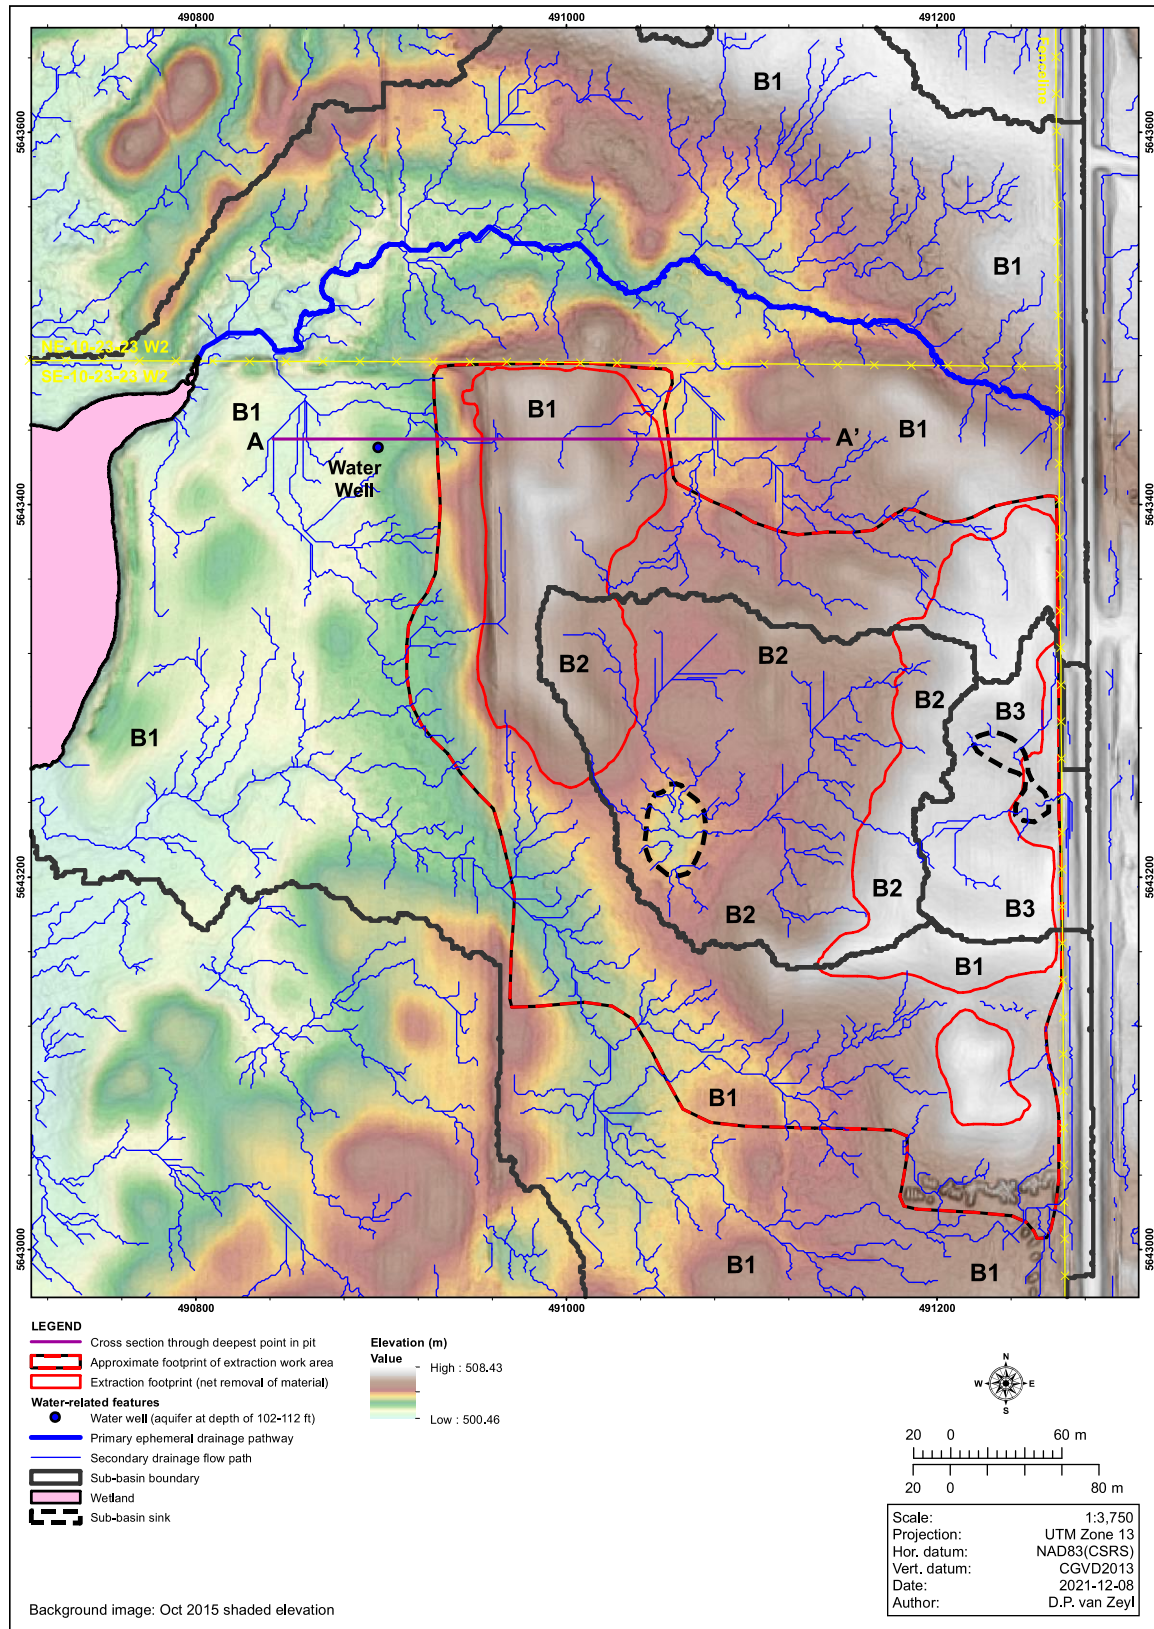 490800 491000 491200
5643600 5643600
5643400 5643400
5643200 5643200
5643000 5643000
490800 491000 491200
B1
Fenceline
B1
NE-10-23-23 W2
SE-10-23-23 W2
B1 B1 B1
A A'
Water
Well
B2 B2 B2
B3
B1
B2 B3
B2
B1
B1
B1 B1
LEGEND
Cross section through deepest point in pit
Approximate footprint of extraction work area
Extraction footprint (net removal of material)
Water-related features
Water well (aquifer at depth of 102-112 ft)
Primary ephemeral drainage pathway
Secondary drainage flow path
Sub-basin boundary
Wetland
Sub-basin sink
Elevation (m)
Value
High : 508.43
Low : 500.46
N
W E
S
20 0 60 m
20 0 80 m
Scale: 1:3,750
Projection: UTM Zone 13
Hor. datum: NAD83(CSRS)
Vert. datum: CGVD2013
Date: 2021-12-08
Author: D.P. van Zeyl
Background image: Oct 2015 shaded elevation